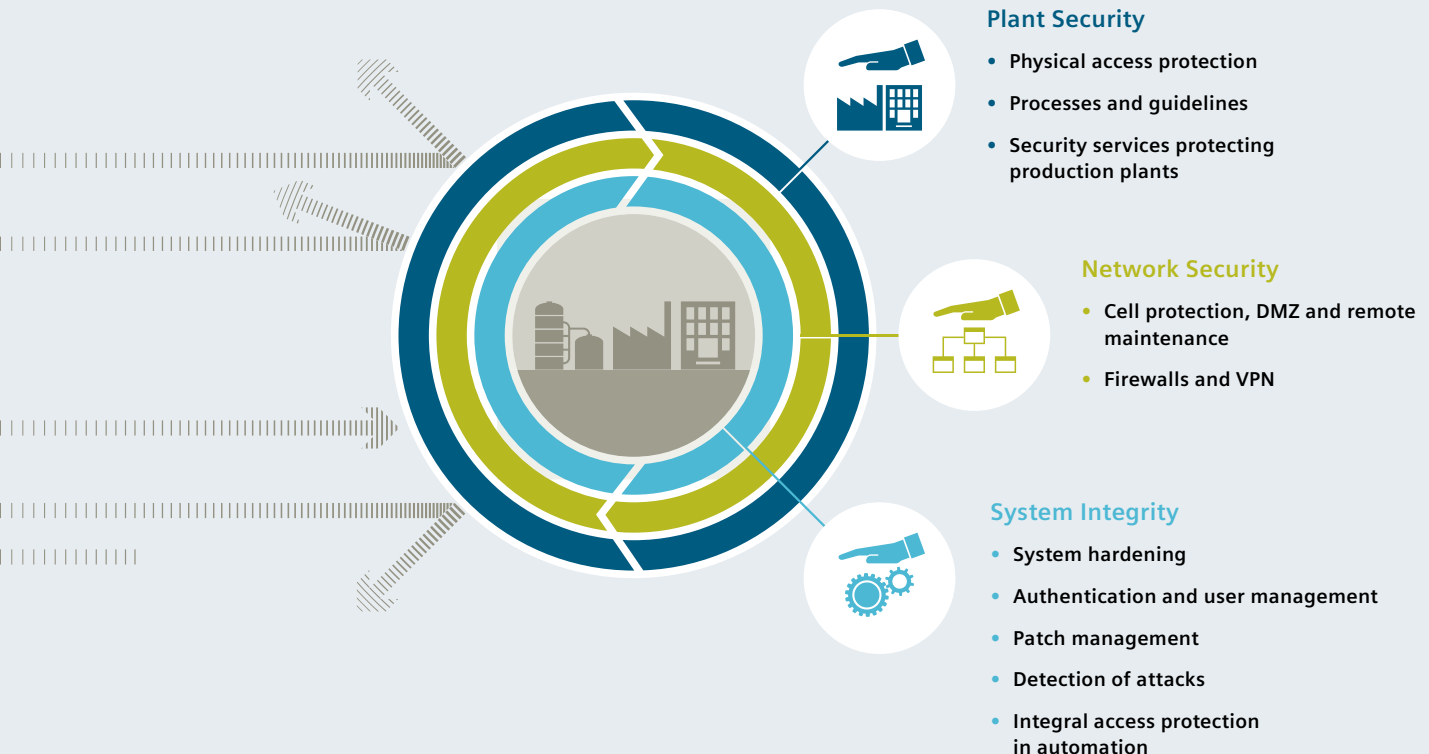 Plant Security
• Physical access protection
• Processes and guidelines
• Security services protecting
production plants
Network Security
• Cell protection, DMZ and remote
maintenance
• Firewalls and VPN
System Integrity
• System hardening
• Authentication and user management
• Patch management
• Detection of attacks
• Integral access protection
in automation